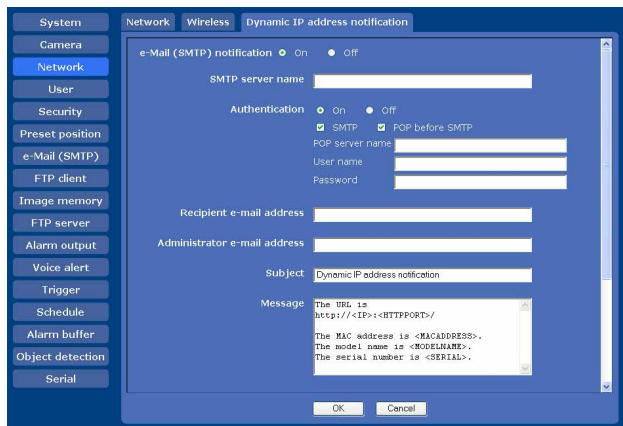 System
Camera
Network
User
Security
Preset position
e-Mail (SMTP)
FTP client
Image memory
FTP server
Alarm output
Voice alert
Trigger
Schedule
Alarm buffer
Object detection
Serial
Network Wireless Dynamic IP address notification
e-Mail (SMTP) notification On Off
SMTP server name
Authentication On Off
SMTP POP before SMTP
POP server name
User name
Password
Recipient e-mail address
Administrator e-mail address
Subject Dynamic IP address notification
Message The URL is
http://<IP>:<HTTPPORT>/
The MAC address is <MACADDRESS>.
The model name is <MODELNAME>.
The serial number is <SERIAL>.
OK Cancel